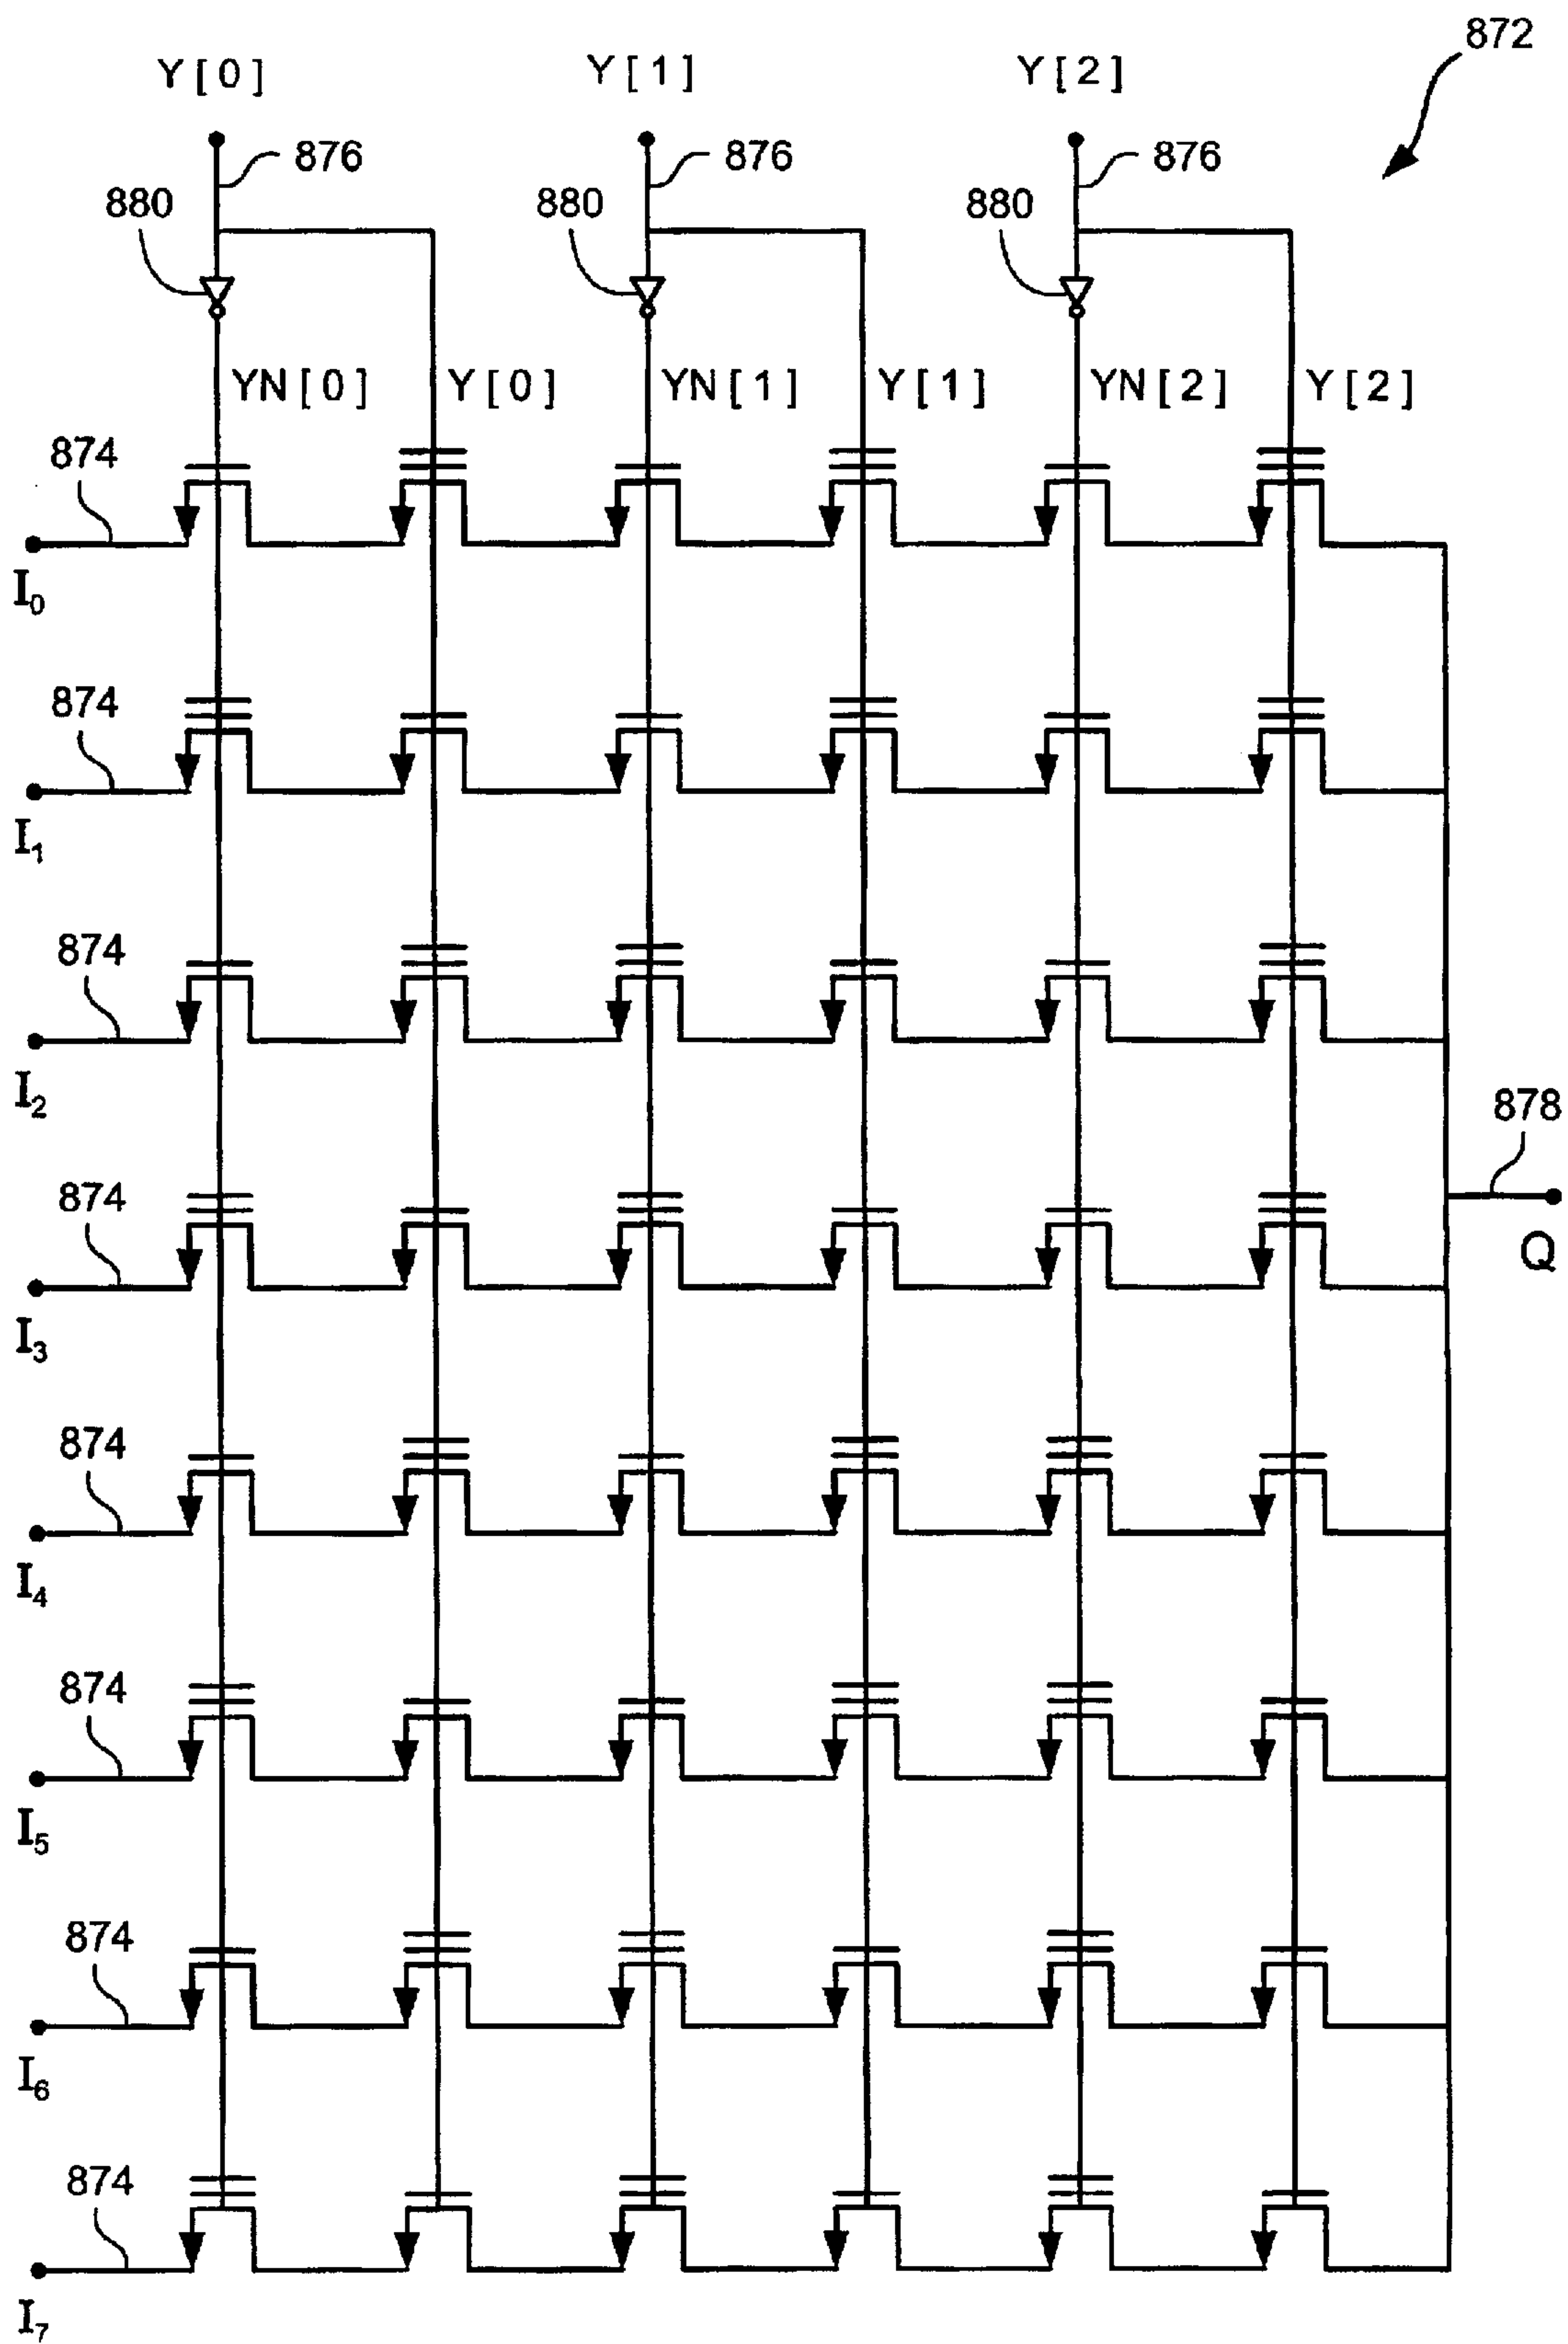 872
Y[0] Y[1] Y[2]
876 876 876
880 880 880
YN[0] Y[0] YN[1] Y[1] YN[2] Y[2]
874
I₀
874
I₁
874
I₂
878
874
Q
I₃
874
I₄
874
I₅
874
I₆
874
I₇